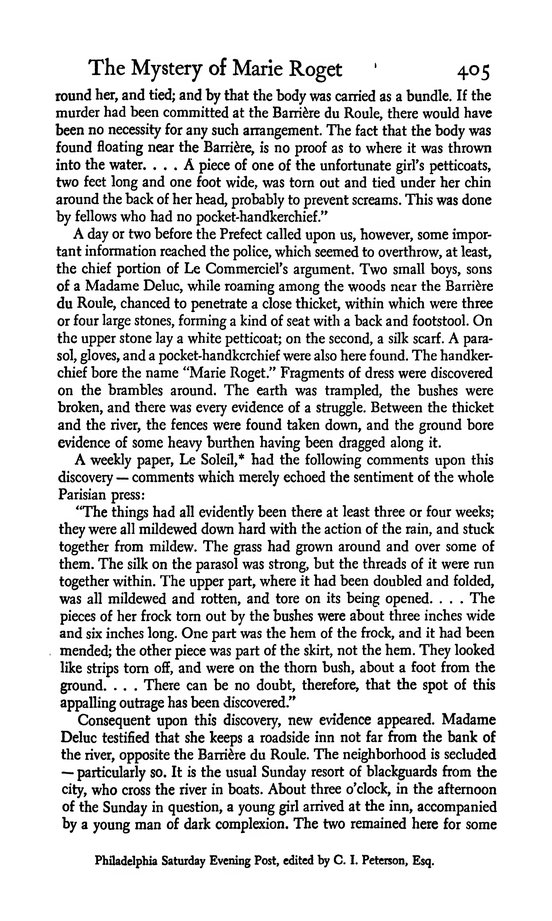 The Mystery of Marie Roget 405
round her, and tied; and by that the body was carried as a bundle. If the
murder had been committed at the Barrière du Roule, there would have
been no necessity for any such arrangement. The fact that the body was
found floating near the Barrière, is no proof as to where it was thrown
into the water. . . . A piece of one of the unfortunate girl's petticoats,
two feet long and one foot wide, was torn out and tied under her chin
around the back of her head, probably to prevent screams. This was done
by fellows who had no pocket-handkerchief."
A day or two before the Prefect called upon us, however, some impor-
tant information reached the police, which seemed to overthrow, at least,
the chief portion of Le Commerciel's argument. Two small boys, sons
of a Madame Deluc, while roaming among the woods near the Barrière
du Roule, chanced to penetrate a close thicket, within which were three
or four large stones, forming a kind of seat with a back and footstool. On
the upper stone lay a white petticoat; on the second, a silk scarf. A para-
sol, gloves, and a pocket-handkerchief were also here found. The handker-
chief bore the name "Marie Roget." Fragments of dress were discovered
on the brambles around. The earth was trampled, the bushes were
broken, and there was every evidence of a struggle. Between the thicket
and the river, the fences were found taken down, and the ground bore
evidence of some heavy burthen having been dragged along it.
A weekly paper, Le Soleil,* had the following comments upon this
discovery — comments which merely echoed the sentiment of the whole
Parisian press:
"The things had all evidently been there at least three or four weeks;
they were all mildewed down hard with the action of the rain, and stuck
together from mildew. The grass had grown around and over some of
them. The silk on the parasol was strong, but the threads of it were run
together within. The upper part, where it had been doubled and folded,
was all mildewed and rotten, and tore on its being opened. . . . The
pieces of her frock torn out by the bushes were about three inches wide
and six inches long. One part was the hem of the frock, and it had been
mended; the other piece was part of the skirt, not the hem. They looked
like strips torn off, and were on the thorn bush, about a foot from the
ground. . . . There can be no doubt, therefore, that the spot of this
appalling outrage has been discovered."
Consequent upon this discovery, new evidence appeared. Madame
Deluc testified that she keeps a roadside inn not far from the bank of
the river, opposite the Barrière du Roule. The neighborhood is secluded
— particularly so. It is the usual Sunday resort of blackguards from the
city, who cross the river in boats. About three o'clock, in the afternoon
of the Sunday in question, a young girl arrived at the inn, accompanied
by a young man of dark complexion. The two remained here for some
Philadelphia Saturday Evening Post, edited by C. I. Peterson, Esq.